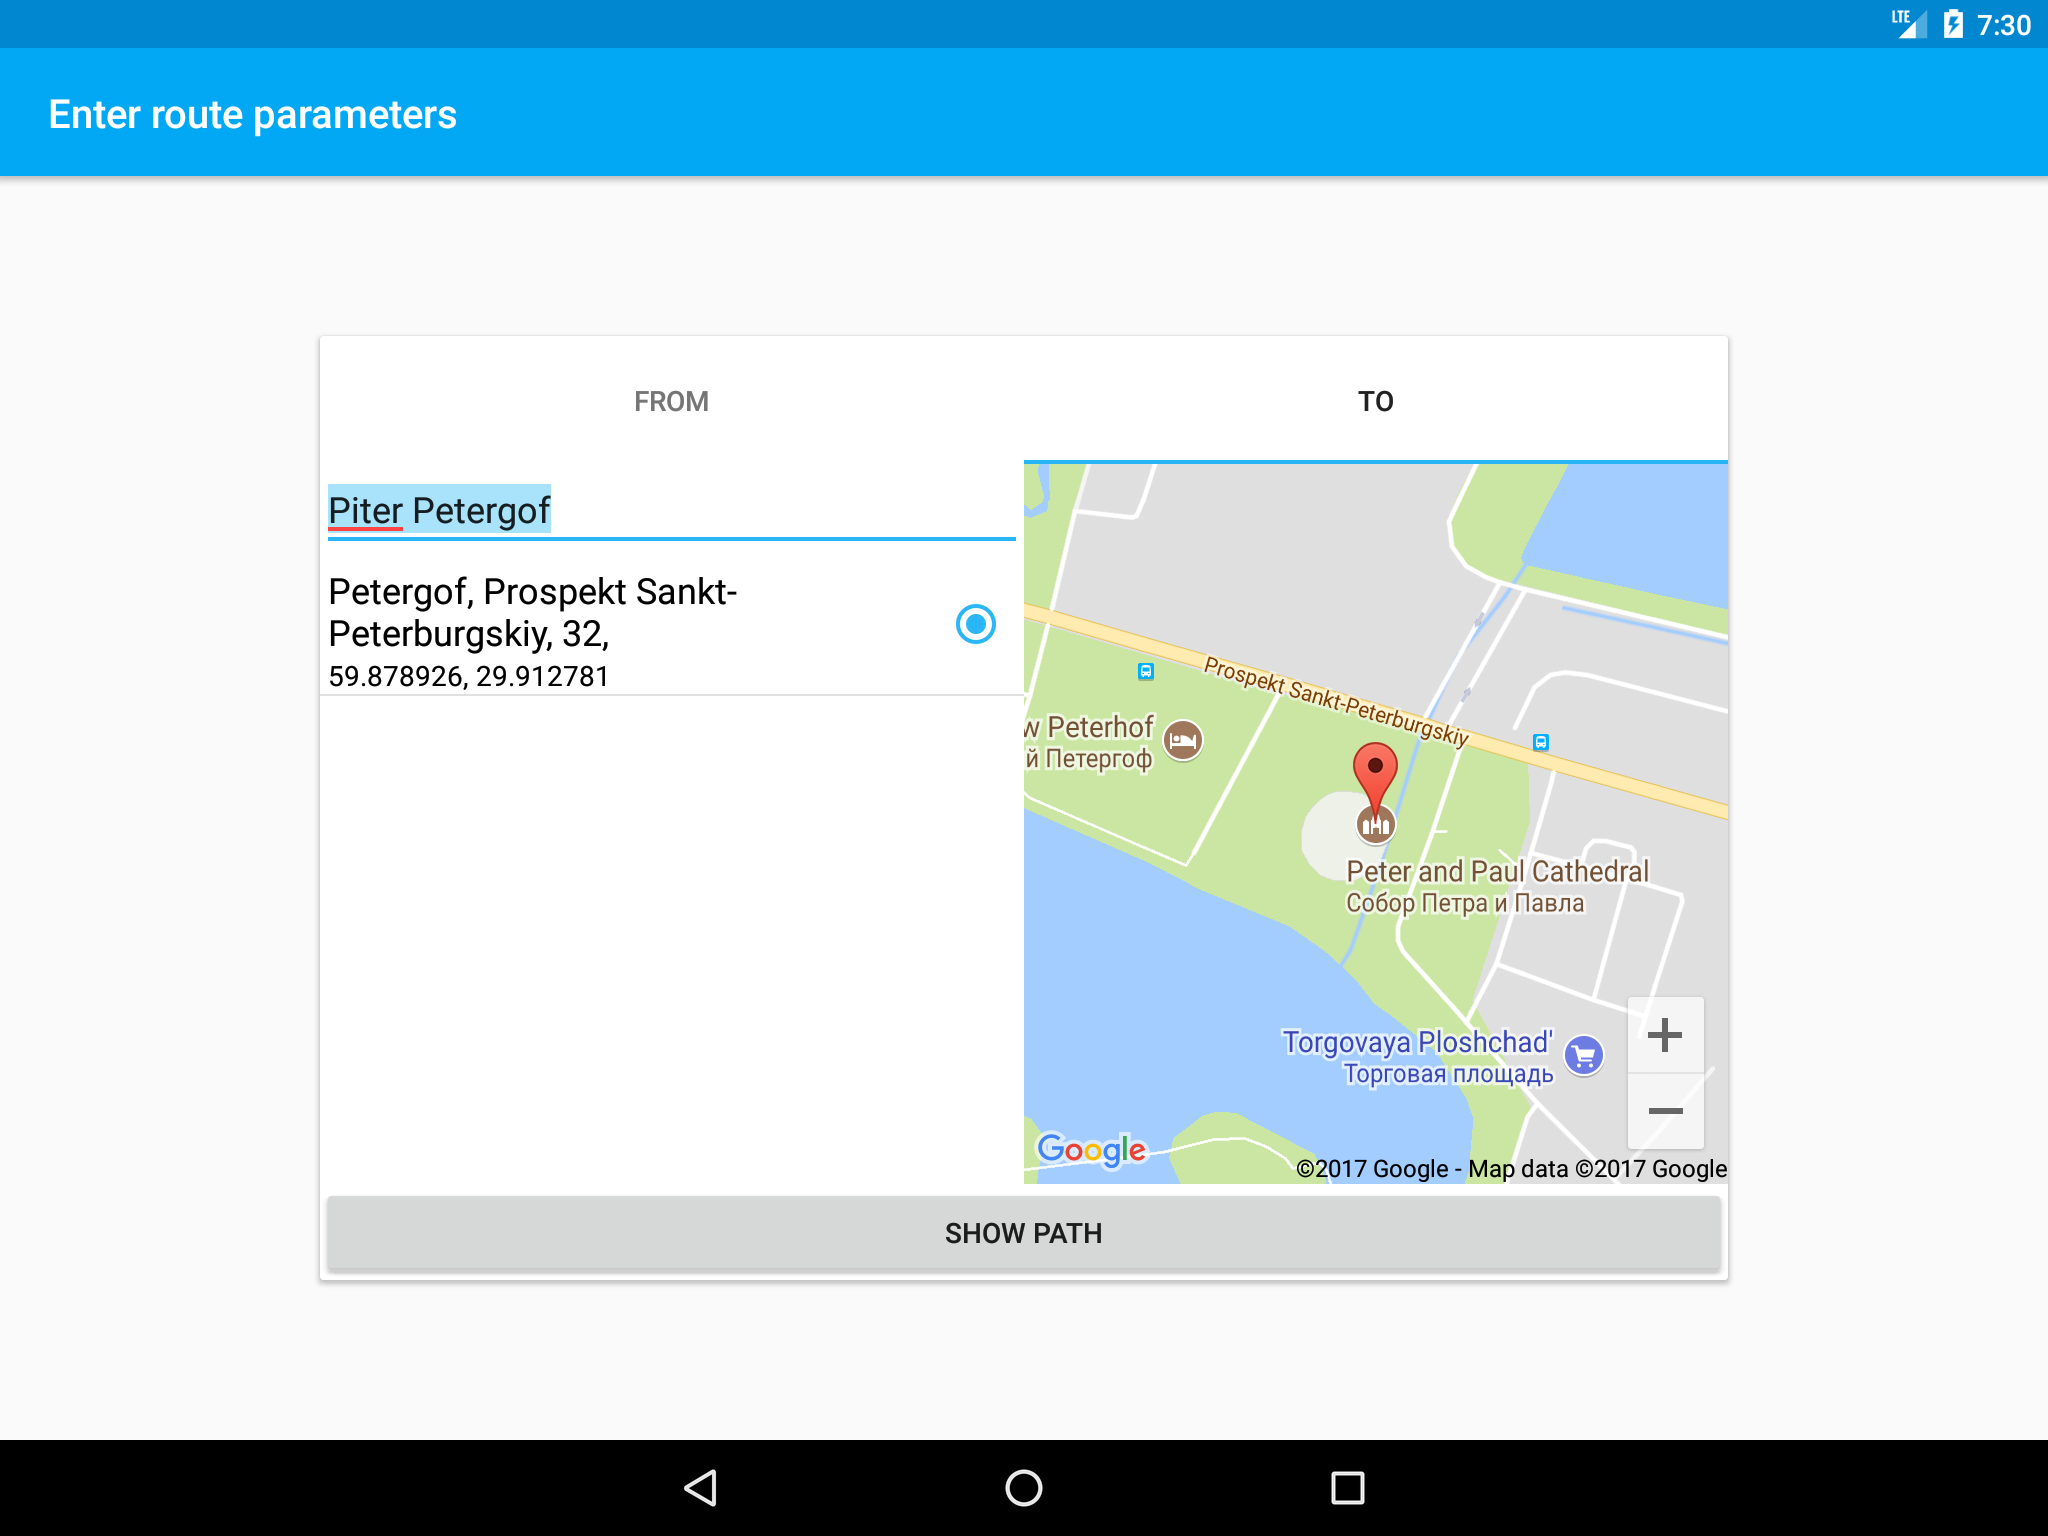 LTE 7:30
Enter route parameters
FROM
TO
Piter Petergof
Petergof, Prospekt Sankt-
Peterburgskiy, 32,
59.878926, 29.912781
Prospekt Sankt-Peterburgskiy
w Peterhof
й Петергоф
Peter and Paul Cathedral
Собор Петра и Павла
Torgovaya Ploshchad'
Торговая площадь
Google
©2017 Google - Map data ©2017 Google
SHOW PATH